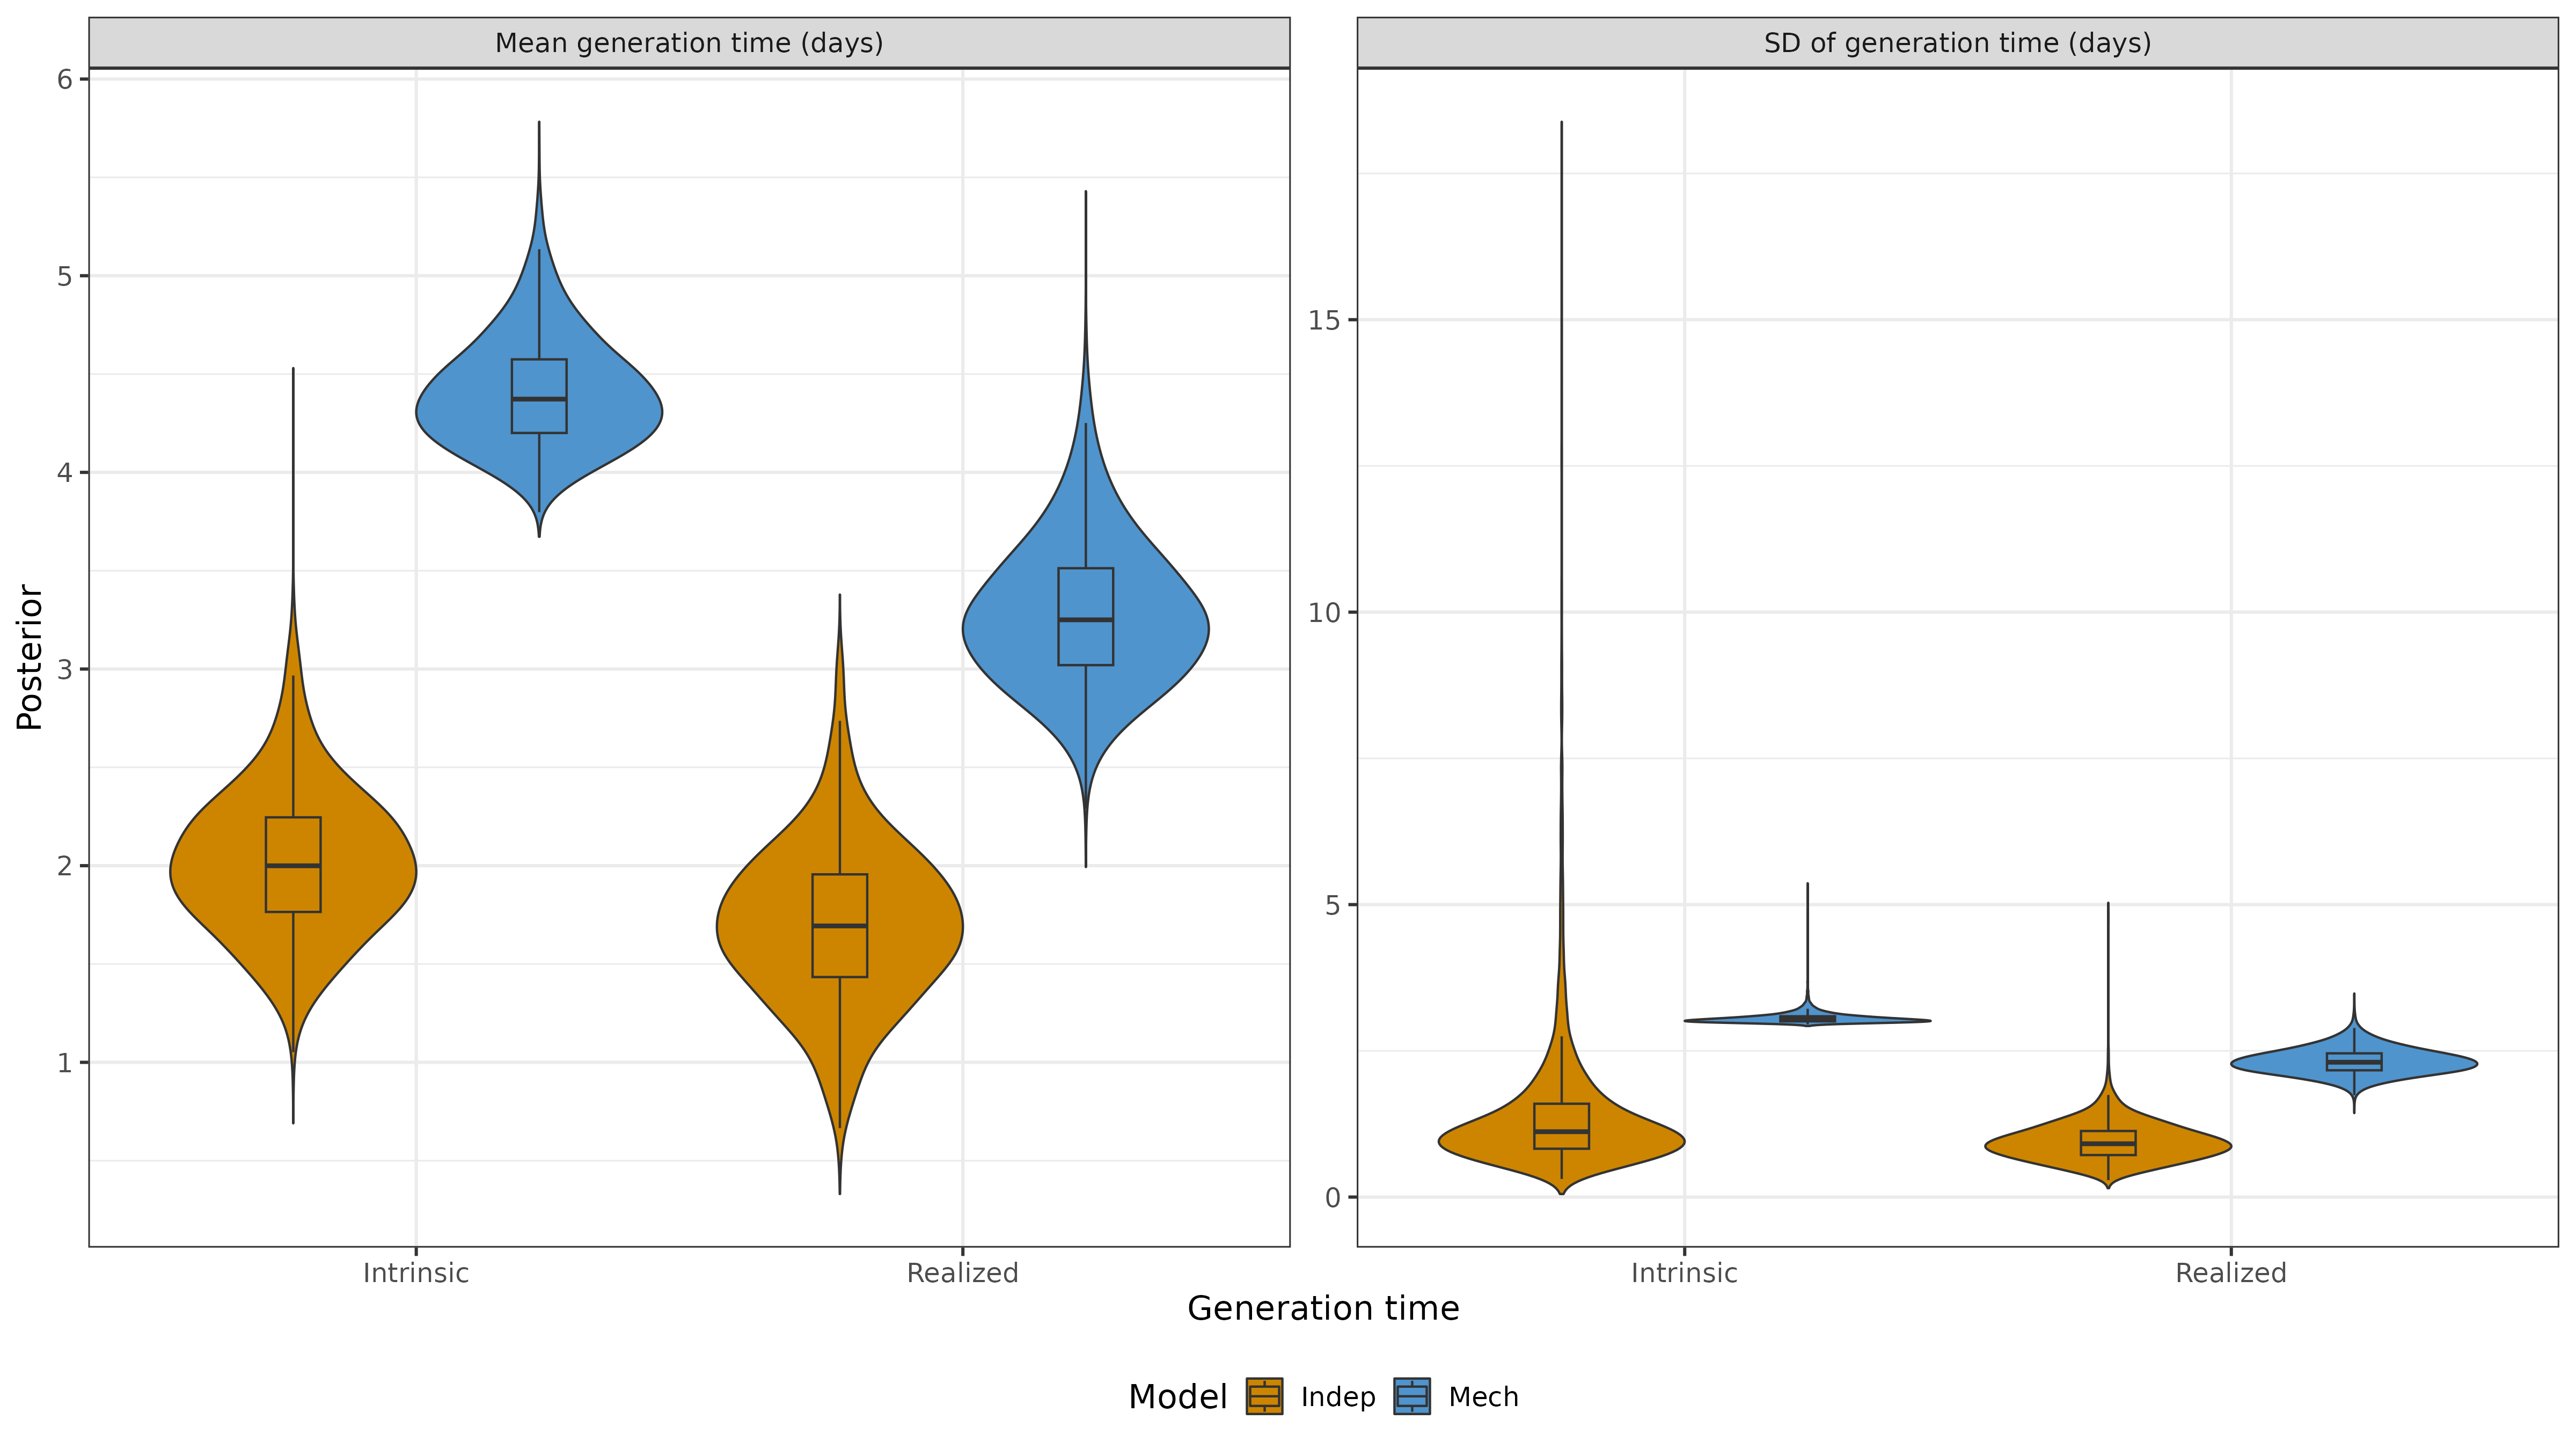 Mean generation time (days)
SD of generation time (days)
Posterior
6
5
4
3
2
1
15
10
5
0
Intrinsic
Realized
Intrinsic
Realized
Generation time
Model Indep Mech